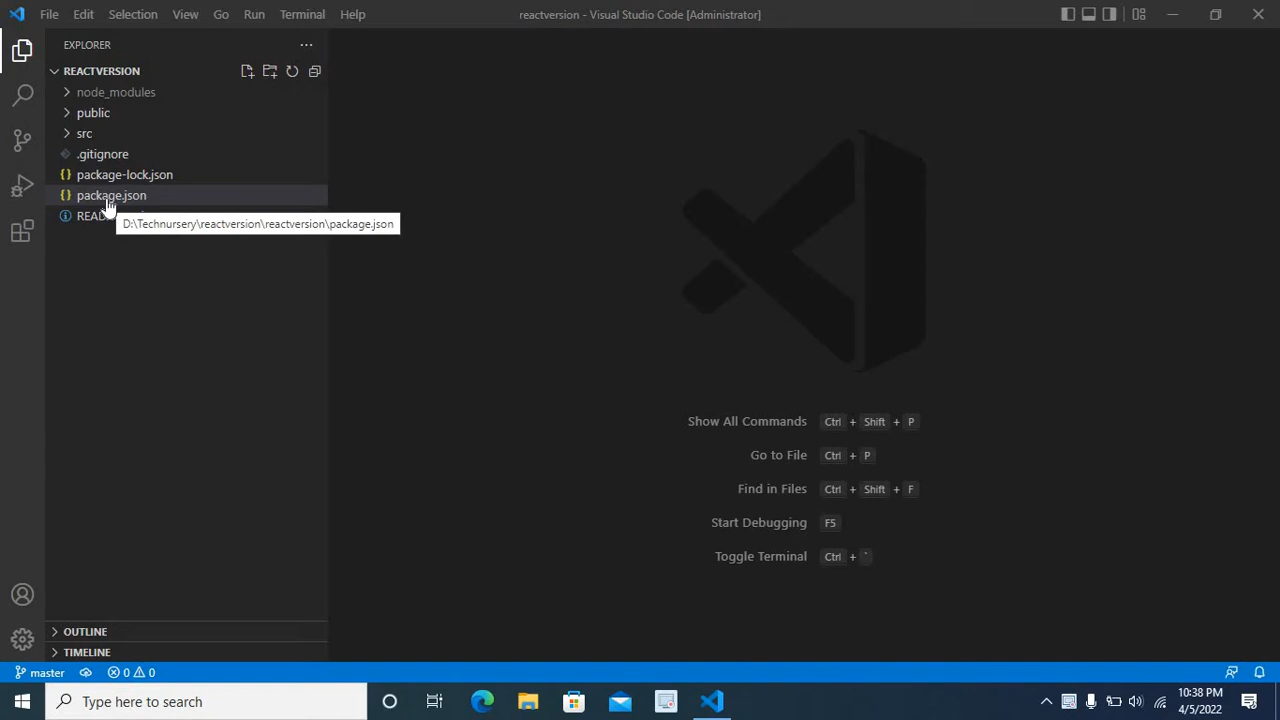 File Edit Selection View Go Run Terminal Help reactversion - Visual Studio Code [Administrator]
EXPLORER
REACTVERSION
node_modules
public
src
.gitignore
package-lock.json
package.json
D:\Technursery\reactversion\reactversion\package.json
Show All Commands Ctrl + Shift + P
Go to File Ctrl + P
Find in Files Ctrl + Shift + F
Start Debugging F5
Toggle Terminal Ctrl + `
OUTLINE
TIMELINE
master 0 0
Type here to search
10:38 PM
4/5/2022